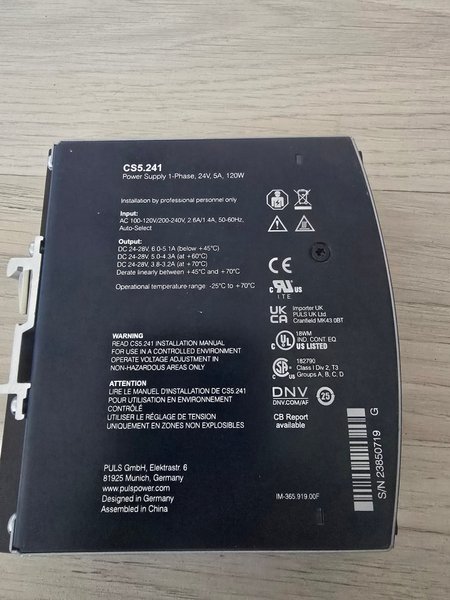 CS5.241
Power Supply 1-Phase, 24V, 5A, 120W
Installation by professional personnel only
Input:
AC 100-120V/200-240V, 2.6A/1.4A, 50-60Hz,
Auto-Select
Output:
DC 24-28V, 6.0-5.1A (below +45°C)
DC 24-28V, 5.0-4.3A (at +60°C)
DC 24-28V, 3.8-3.2A (at +70°C)
Derate linearly between +45°C and +70°C
Operational temperature range: -25°C to +70°C
WARNING
READ CS5.241 INSTALLATION MANUAL
FOR USE IN A CONTROLLED ENVIRONMENT
OPERATE VOLTAGE ADJUSTMENT IN
NON-HAZARDOUS AREAS ONLY
ATTENTION
LIRE LE MANUEL D'INSTALLATION DE CS5.241
POUR UTILISATION EN ENVIRONNEMENT
CONTRÔLÉ
UTILISER LE RÉGLAGE DE TENSION
UNIQUEMENT EN ZONES NON EXPLOSIBLES
PULS GmbH, Elektrastr. 6
81925 Munich, Germany
www.pulspower.com
Designed in Germany
Assembled in China
CE
c RU US
ITE
UK CA
Importer UK
PULS UK Ltd.
Cranfield MK43 0BT
c UL US LISTED
18WM
IND. CONT. EQ.
c SA US
182790
Class I Div 2, T3
Groups A, B, C, D
DNV
DNV.COM/AF
25
CB Report
available
IM-365.919.00F
S/N 23850719
G